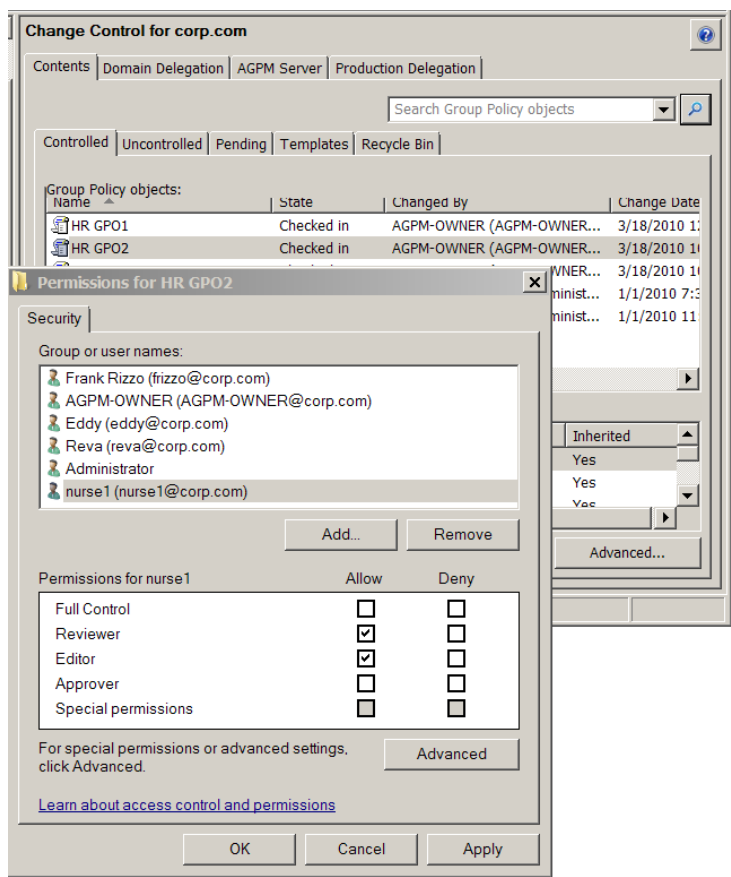 Change Control for corp.com
Contents Domain Delegation AGPM Server Production Delegation
Search Group Policy objects
Controlled Uncontrolled Pending Templates Recycle Bin
Group Policy objects:
Name State Changed By Change Date
HR GPO1 Checked in AGPM-OWNER (AGPM-OWNER... 3/18/2010
HR GPO2 Checked in AGPM-OWNER (AGPM-OWNER... 3/18/2010
WNER... 3/18/2010
minist... 1/1/2010
minist... 1/1/2010 11
Inherited
Yes
Yes
Yes
Advanced...
Permissions for HR GPO2
Security
Group or user names:
Frank Rizzo (frizzo@corp.com)
AGPM-OWNER (AGPM-OWNER@corp.com)
Eddy (eddy@corp.com)
Reva (reva@corp.com)
Administrator
nurse1 (nurse1@corp.com)
Add... Remove
Permissions for nurse1 Allow Deny
Full Control
Reviewer
Editor
Approver
Special permissions
For special permissions or advanced settings,
click Advanced.
Advanced
Learn about access control and permissions
OK Cancel Apply